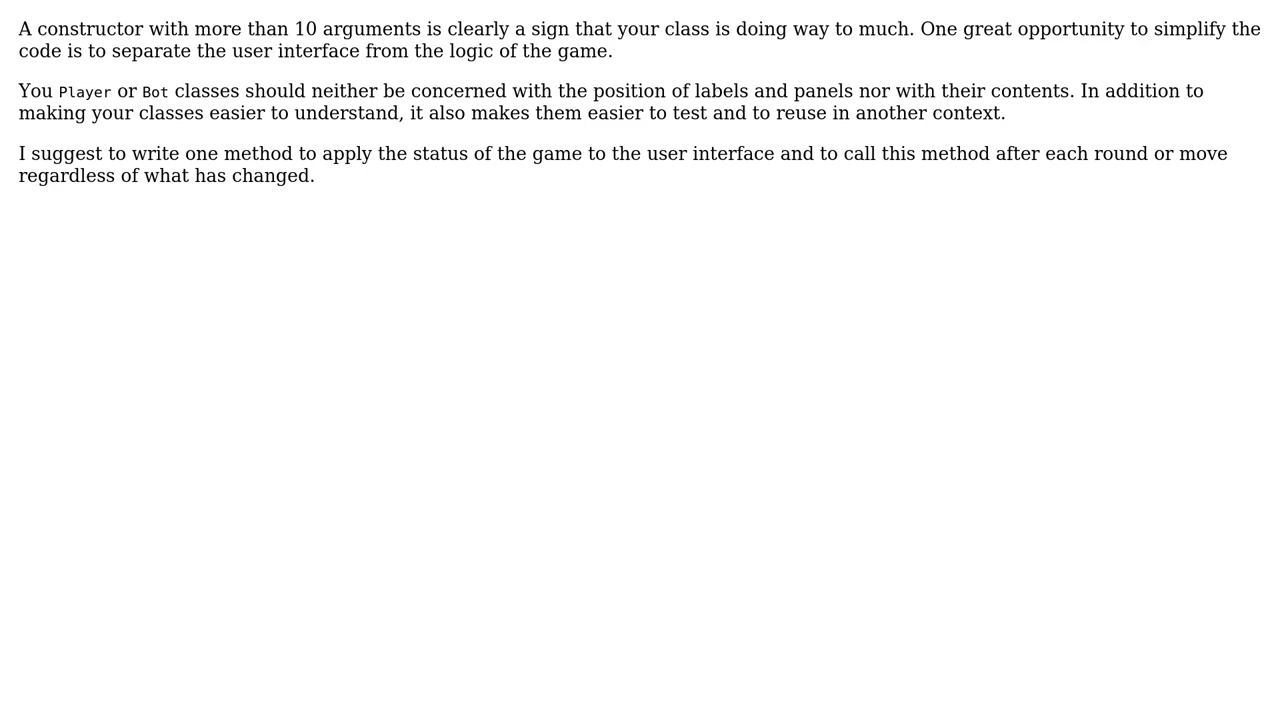 A constructor with more than 10 arguments is clearly a sign that your class is doing way to much. One great opportunity to simplify the
code is to separate the user interface from the logic of the game.
You Player or Bot classes should neither be concerned with the position of labels and panels nor with their contents. In addition to
making your classes easier to understand, it also makes them easier to test and to reuse in another context.
I suggest to write one method to apply the status of the game to the user interface and to call this method after each round or move
regardless of what has changed.